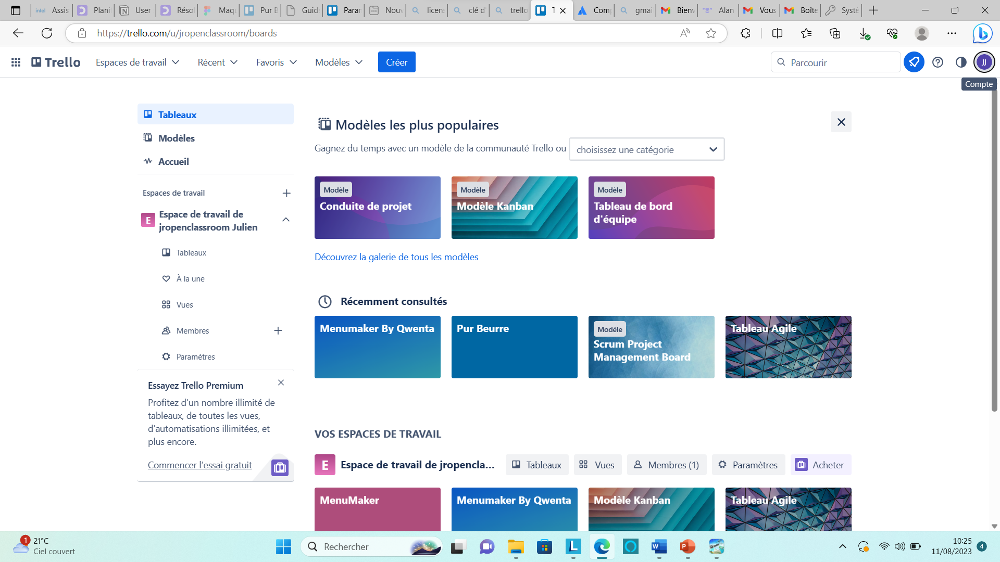 intel Assis
Planif
User
Résol
Maqu
Pur B
Guide
Param
Nouv
licens
clé d'
trello
T
Comp
gmai
Bienv
Alan
Vous
Boîte
Systè
https://trello.com/u/jropenclassroom/boards
Trello
Espaces de travail
Récent
Favoris
Modèles
Créer
Parcourir
JJ
Compte
Tableaux
Modèles
Accueil
Espaces de travail
E
Espace de travail de
jropenclassroom Julien
Tableaux
À la une
Vues
Membres
Paramètres
Essayez Trello Premium
Profitez d'un nombre illimité de
tableaux, de toutes les vues,
d'automatisations illimitées, et
plus encore.
Commencer l'essai gratuit
Modèles les plus populaires
Gagnez du temps avec un modèle de la communauté Trello ou choisissez une catégorie
Modèle
Conduite de projet
Modèle
Modèle Kanban
Modèle
Tableau de bord
d'équipe
Découvrez la galerie de tous les modèles
Récemment consultés
Menumaker By Qwenta
Pur Beurre
Modèle
Scrum Project
Management Board
Tableau Agile
VOS ESPACES DE TRAVAIL
E
Espace de travail de jropencla...
Tableaux
Vues
Membres (1)
Paramètres
Acheter
MenuMaker
Menumaker By Qwenta
Modèle Kanban
Tableau Agile
1
21°C
Ciel couvert
Rechercher
10:25
11/08/2023
4